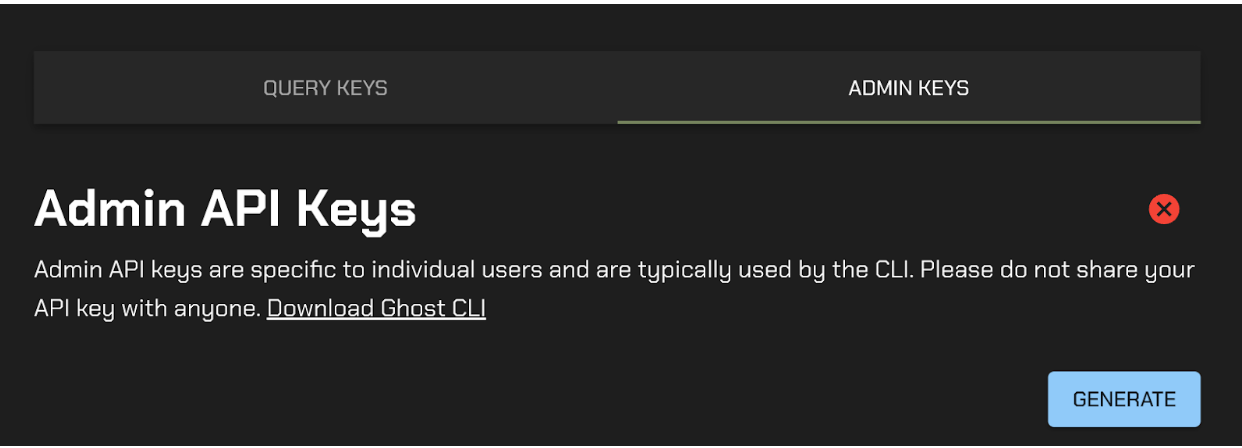 QUERY KEYS
ADMIN KEYS
Admin API Keys
Admin API keys are specific to individual users and are typically used by the CLI. Please do not share your
API key with anyone. Download Ghost CLI
GENERATE